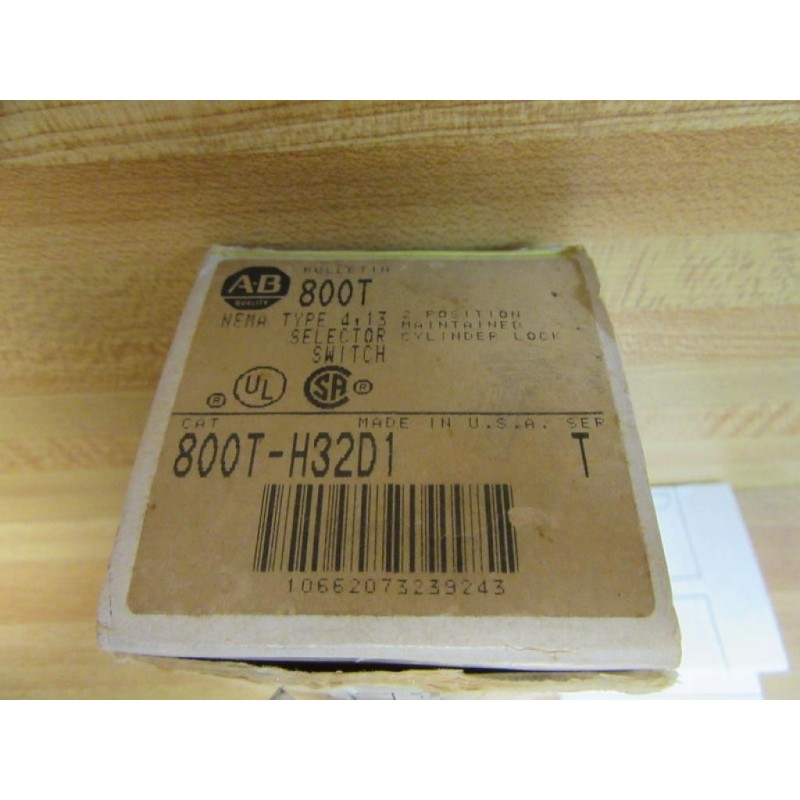 BULLETIN
A-B
QUALITY
800T
NEMA TYPE 4,13
SELECTOR
SWITCH
2 POSITION
MAINTAINED
CYLINDER LOCK
® UL
SA ®
CAT MADE IN U.S.A. SER
800T-H32D1 T
10662073239243